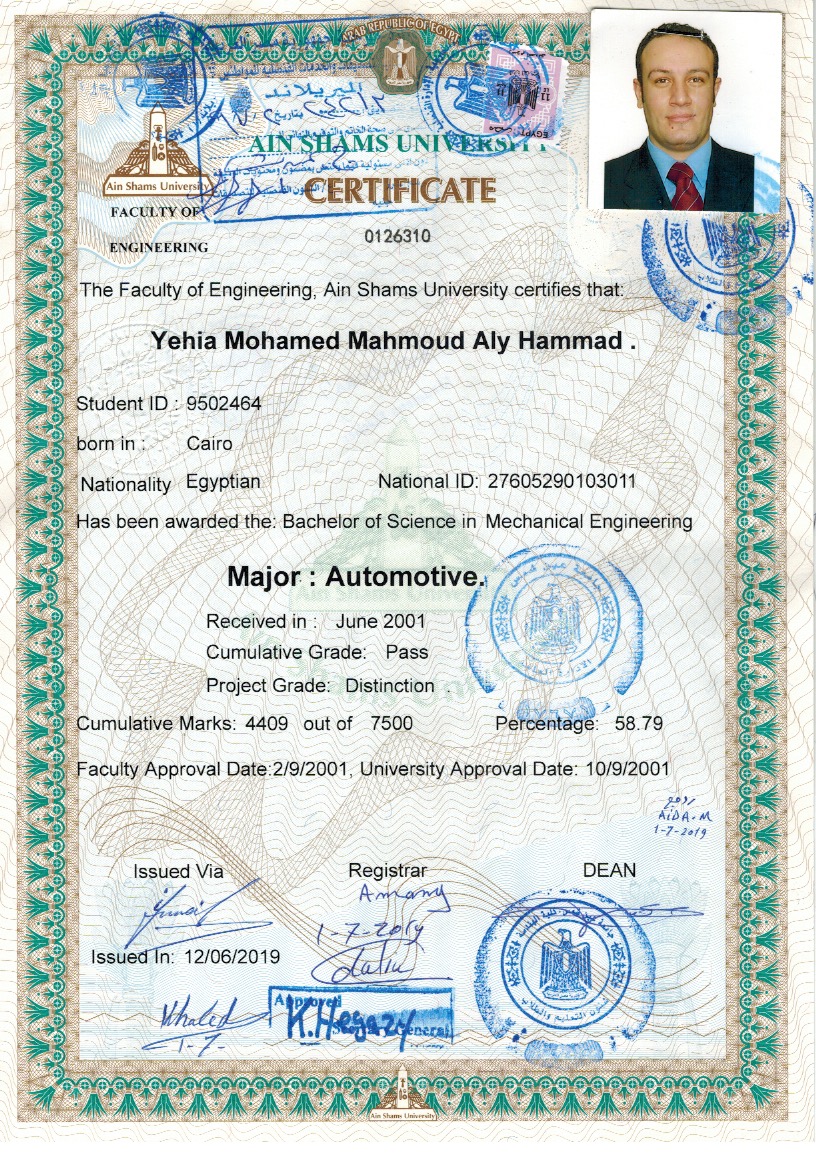 ARAB REPUBLIC OF EGYPT
AIN SHAMS UNIVERSITY
CERTIFICATE
0126310
Ain Shams University
FACULTY OF
ENGINEERING
The Faculty of Engineering, Ain Shams University certifies that:
Yehia Mohamed Mahmoud Aly Hammad .
Student ID : 9502464
born in : Cairo
Nationality Egyptian National ID: 27605290103011
Has been awarded the: Bachelor of Science in Mechanical Engineering
Major : Automotive.
Received in : June 2001
Cumulative Grade: Pass
Project Grade: Distinction
Cumulative Marks: 4409 out of 7500 Percentage: 58.79
Faculty Approval Date:2/9/2001, University Approval Date: 10/9/2001
AIDA.M
1-7-2019
Issued Via Registrar DEAN
Amany
1-7-2019
Issued In: 12/06/2019
Khaled
1-7-
Approved
K.Hegazy
General
Ain Shams University